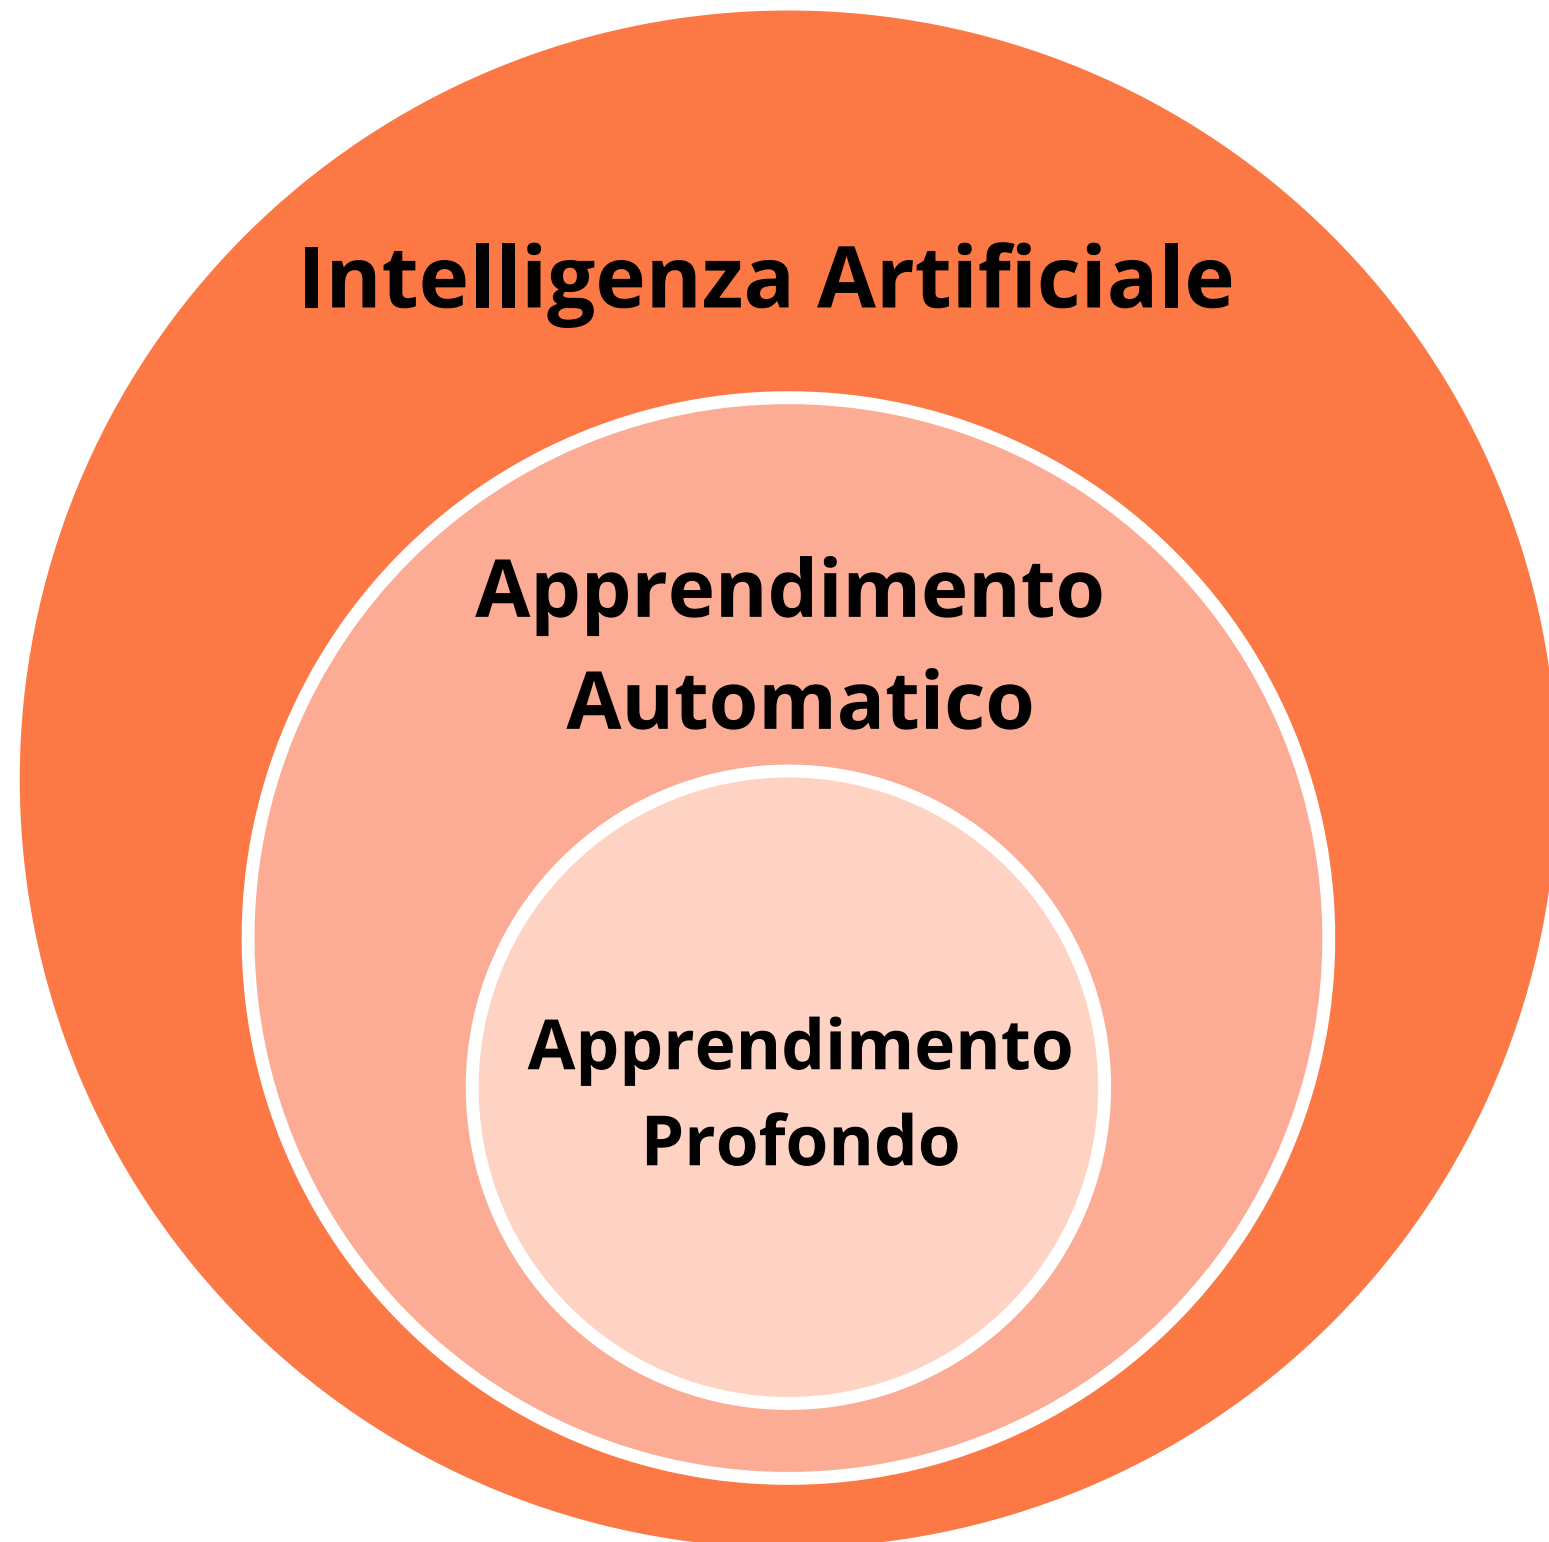 Intelligenza Artificiale
Apprendimento
Automatico
Apprendimento
Profondo